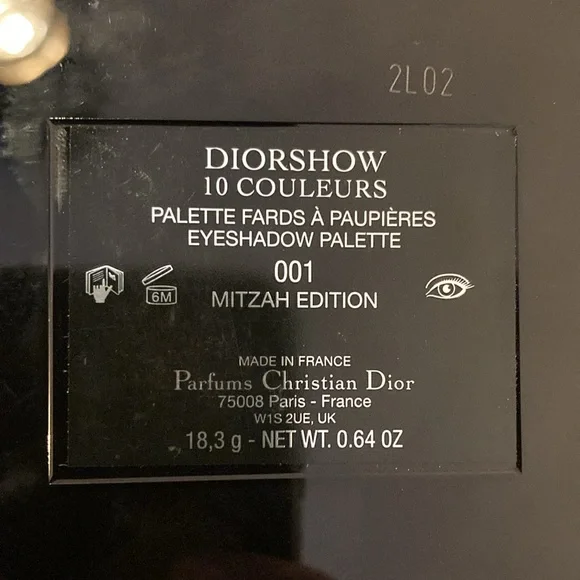 2L02
DIORSHOW
10 COULEURS
PALETTE FARDS À PAUPIÈRES
EYESHADOW PALETTE
001
6M
MITZAH EDITION
MADE IN FRANCE
Parfums Christian Dior
75008 Paris - France
W1S 2UE, UK
18,3 g - NET WT. 0.64 OZ